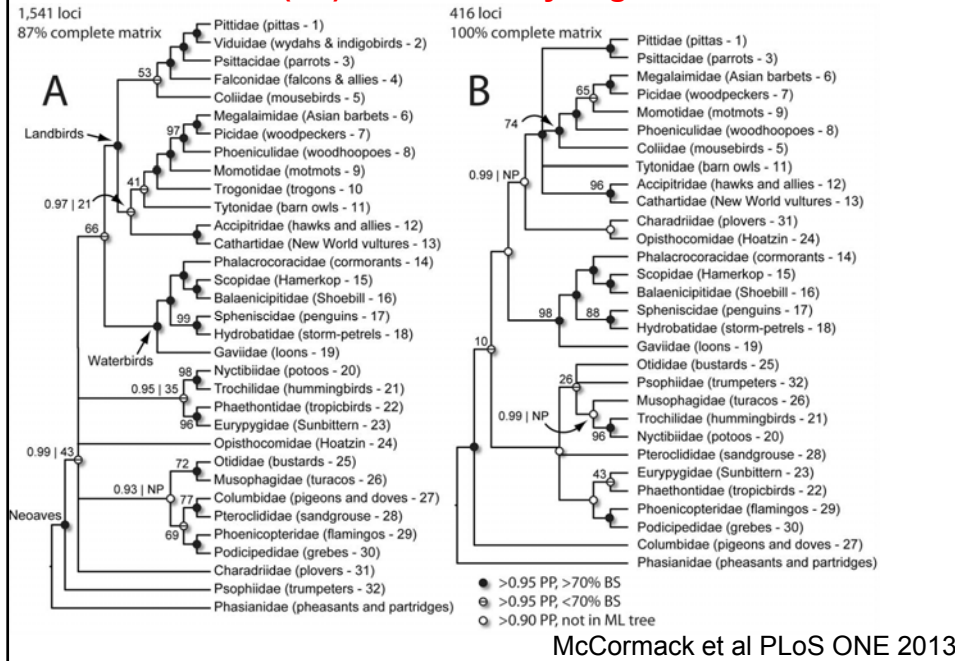 1,541 loci
87% complete matrix
A
Pittidae (pittas - 1)
Viduidae (wydahs & indigobirds - 2)
Psittacidae (parrots - 3)
53
Falconidae (falcons & allies - 4)
Coliidae (mousebirds - 5)
Landbirds
Megalaimidae (Asian barbets - 6)
97
Picidae (woodpeckers - 7)
Phoeniculidae (woodhoopoes - 8)
Momotidae (motmots - 9)
41
Trogonidae (trogons - 10
0.97 | 21
Tytonidae (barn owls - 11)
Accipitridae (hawks and allies - 12)
66
Cathartidae (New World vultures - 13)
Phalacrocoracidae (cormorants - 14)
Scopidae (Hamerkop - 15)
Balaenicipitidae (Shoebill - 16)
99
Spheniscidae (penguins - 17)
Hydrobatidae (storm-petrels - 18)
Waterbirds
Gaviidae (loons - 19)
98
Nyctibiidae (potoos - 20)
0.95 | 35
Trochilidae (hummingbirds - 21)
Phaethontidae (tropicbirds - 22)
96
Eurypygidae (Sunbittern - 23)
Opisthocomidae (Hoatzin - 24)
0.99 | 43
72
Otididae (bustards - 25)
Musophagidae (turacos - 26)
0.93 | NP
77
Columbidae (pigeons and doves - 27)
Pteroclididae (sandgrouse - 28)
69
Phoenicopteridae (flamingos - 29)
Podicipedidae (grebes - 30)
Neoaves
Charadriidae (plovers - 31)
Psophiidae (trumpeters - 32)
Phasianidae (pheasants and partridges)
416 loci
100% complete matrix
B
Pittidae (pittas - 1)
Psittacidae (parrots - 3)
Megalaimidae (Asian barbets - 6)
65
Picidae (woodpeckers - 7)
Momotidae (motmots - 9)
74
Phoeniculidae (woodhoopoes - 8)
Coliidae (mousebirds - 5)
Tytonidae (barn owls - 11)
0.99 | NP
96
Accipitridae (hawks and allies - 12)
Cathartidae (New World vultures - 13)
Charadriidae (plovers - 31)
Opisthocomidae (Hoatzin - 24)
Phalacrocoracidae (cormorants - 14)
Scopidae (Hamerkop - 15)
Balaenicipitidae (Shoebill - 16)
98
88
Spheniscidae (penguins - 17)
Hydrobatidae (storm-petrels - 18)
10
Gaviidae (loons - 19)
Otididae (bustards - 25)
26
Psophiidae (trumpeters - 32)
Musophagidae (turacos - 26)
0.99 | NP
Trochilidae (hummingbirds - 21)
96
Nyctibiidae (potoos - 20)
Pteroclididae (sandgrouse - 28)
43
Eurypygidae (Sunbittern - 23)
Phaethontidae (tropicbirds - 22)
Phoenicopteridae (flamingos - 29)
Podicipedidae (grebes - 30)
Columbidae (pigeons and doves - 27)
Phasianidae (pheasants and partridges)
>0.95 PP, >70% BS
>0.95 PP, <70% BS
>0.90 PP, not in ML tree
McCormack et al PLoS ONE 2013